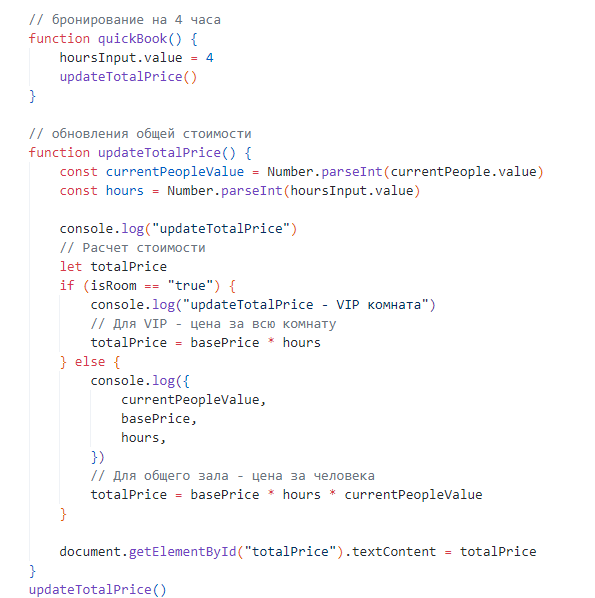 // бронирование на 4 часа
function quickBook() {
    hoursInput.value = 4
    updateTotalPrice()
}

// обновления общей стоимости
function updateTotalPrice() {
    const currentPeopleValue = Number.parseInt(currentPeople.value)
    const hours = Number.parseInt(hoursInput.value)

    console.log("updateTotalPrice")
    // Расчет стоимости
    let totalPrice
    if (isRoom == "true") {
        console.log("updateTotalPrice - VIP комната")
        // Для VIP - цена за всю комнату
        totalPrice = basePrice * hours
    } else {
        console.log({
            currentPeopleValue,
            basePrice,
            hours,
        })
        // Для общего зала - цена за человека
        totalPrice = basePrice * hours * currentPeopleValue
    }

    document.getElementById("totalPrice").textContent = totalPrice
}
updateTotalPrice()